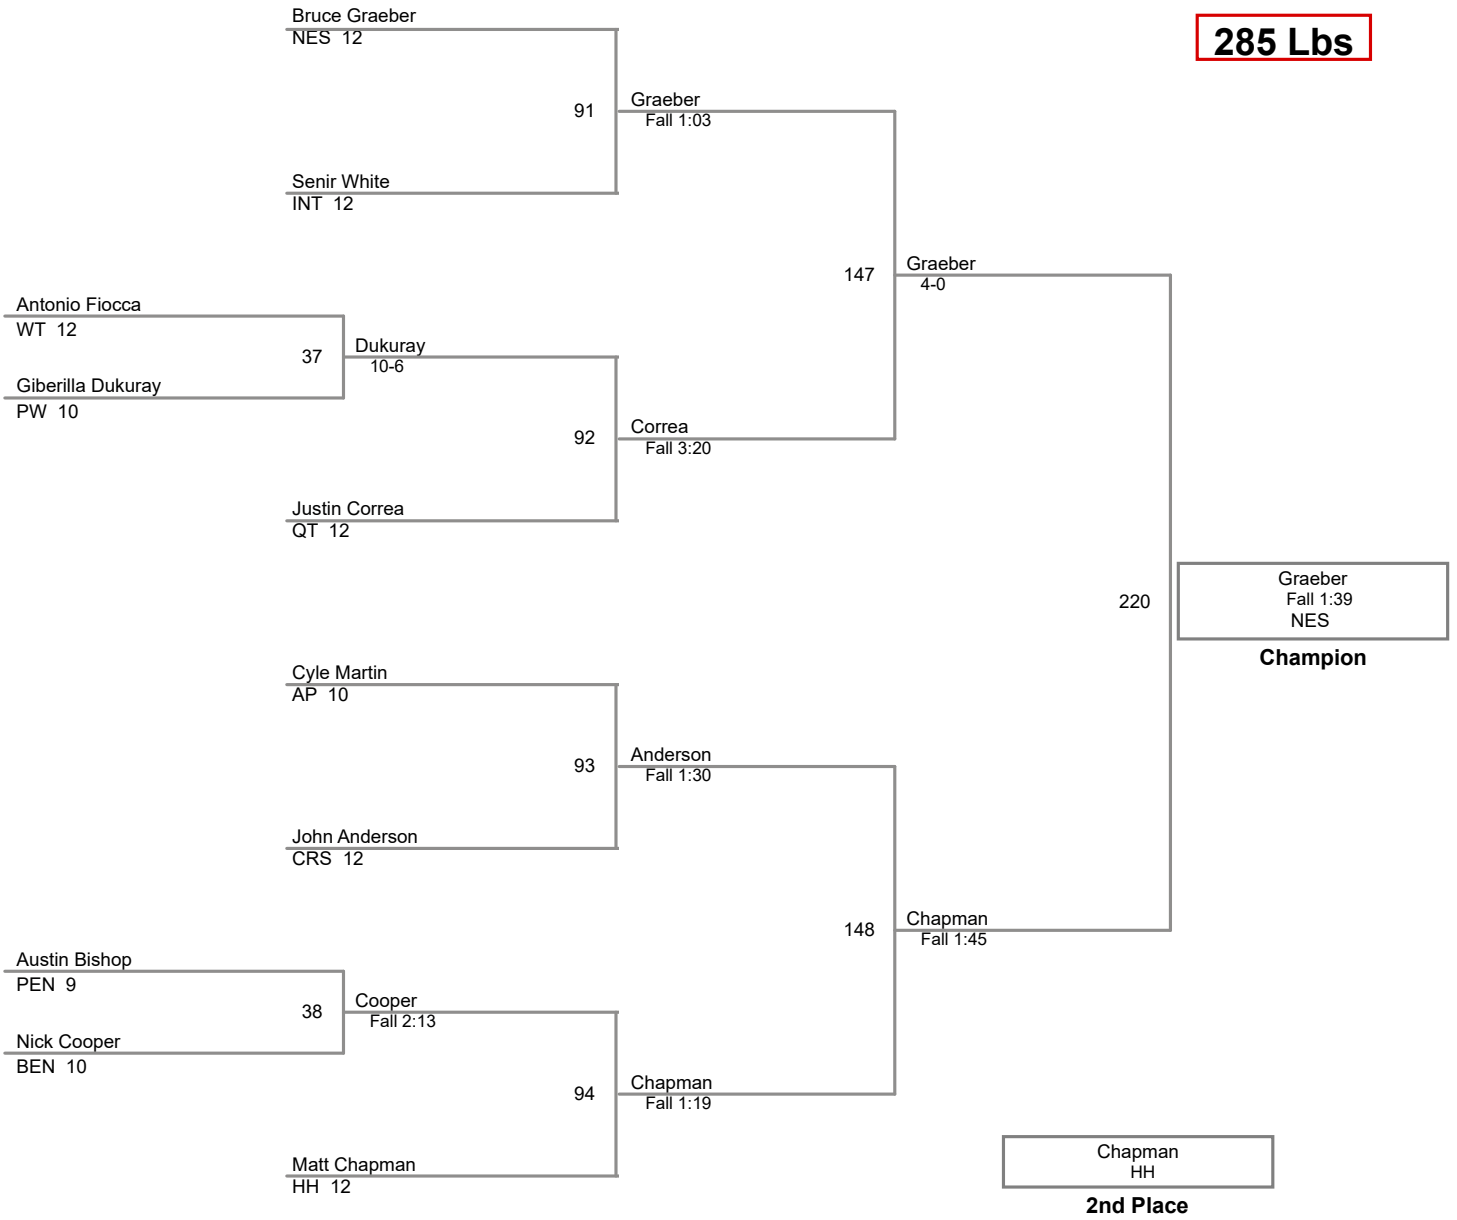 Bruce Graeber
NES 12
285 Lbs
91
Graeber
Fall 1:03
Senir White
INT 12
147
Graeber
4-0
Antonio Fiocca
WT 12
37
Dukuray
10-6
Giberilla Dukuray
PW 10
92
Correa
Fall 3:20
Justin Correa
QT 12
220
Graeber
Fall 1:39
NES
Champion
Cyle Martin
AP 10
93
Anderson
Fall 1:30
John Anderson
CRS 12
148
Chapman
Fall 1:45
Austin Bishop
PEN 9
38
Cooper
Fall 2:13
Nick Cooper
BEN 10
94
Chapman
Fall 1:19
Matt Chapman
HH 12
Chapman
HH
2nd Place